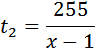 t₂ = 255 / (x − 1)